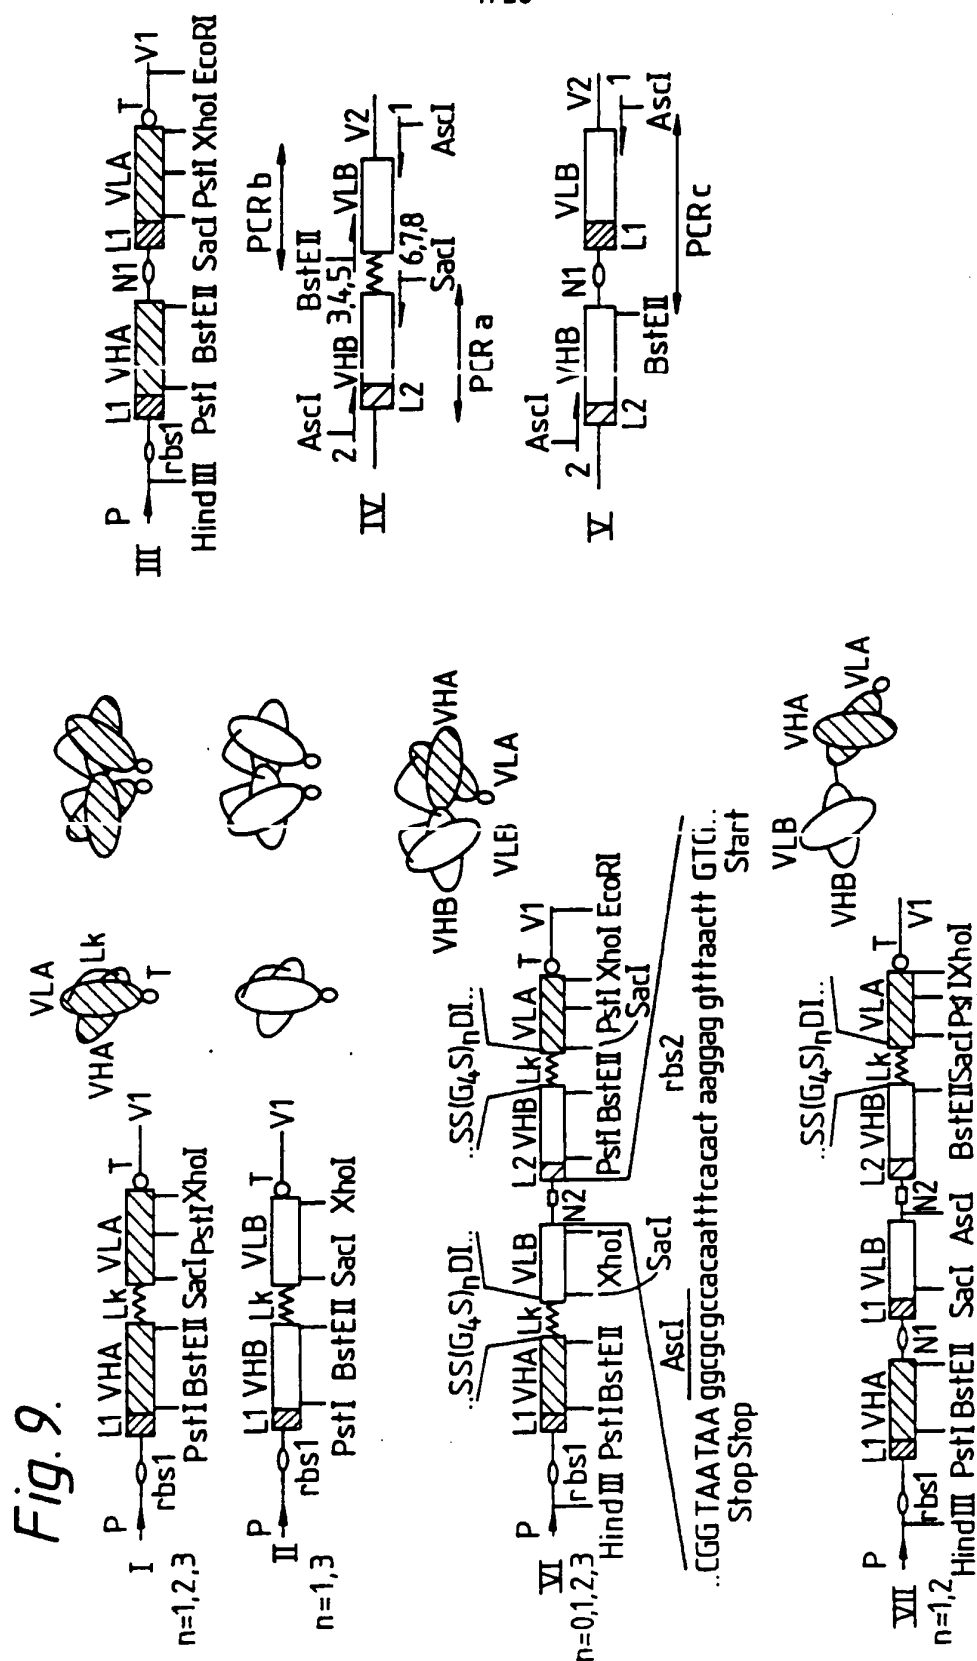 Fig. 9.
I
n=1,2,3
P
rbs1
L1 VHA Lk VLA T V1
PstI BstEII SacI PstI XhoI
VLA
VHA
Lk
T
II
n=1,3
P
rbs1
L1 VHB Lk VLB T V1
PstI BstEII SacI XhoI
VI
n=0,1,2,3
P
rbs1
HindIII PstI BstEII
L1 VHA Lk VLB
...SS(G4S)nDI...
XhoI
SacI
N2
L2 VHB Lk VLA T V1
...SS(G4S)nDI...
PstI BstEII PstI XhoI EcoRI
SacI
VHB
VLB
VHA
VLA
AscI
rbs2
...CGG TAA TAA ggcgcgccacaatttcacact aaggag gtttaactt GTG...
Stop Stop
Start
VII
n=1,2
P
rbs1
L1 VHA N1 L1 VLB N2 L2 VHB Lk VLA T V1
...SS(G4S)nDI...
HindIII PstI BstEII SacI AscI BstEII SacI PstI XhoI
VLB
VHB
VHA
VLA
III
P
rbs1
L1 VHA N1 L1 VLA T V1
HindIII PstI BstEII SacI PstI XhoI EcoRI
IV
AscI
2
VHB
BstEII
3,4,5
VLB
V2
L2
6,7,8
SacI
1
AscI
PCR a
PCR b
V
AscI
2
VHB
N1
VLB
V2
L2
BstEII
L1
1
AscI
PCR c